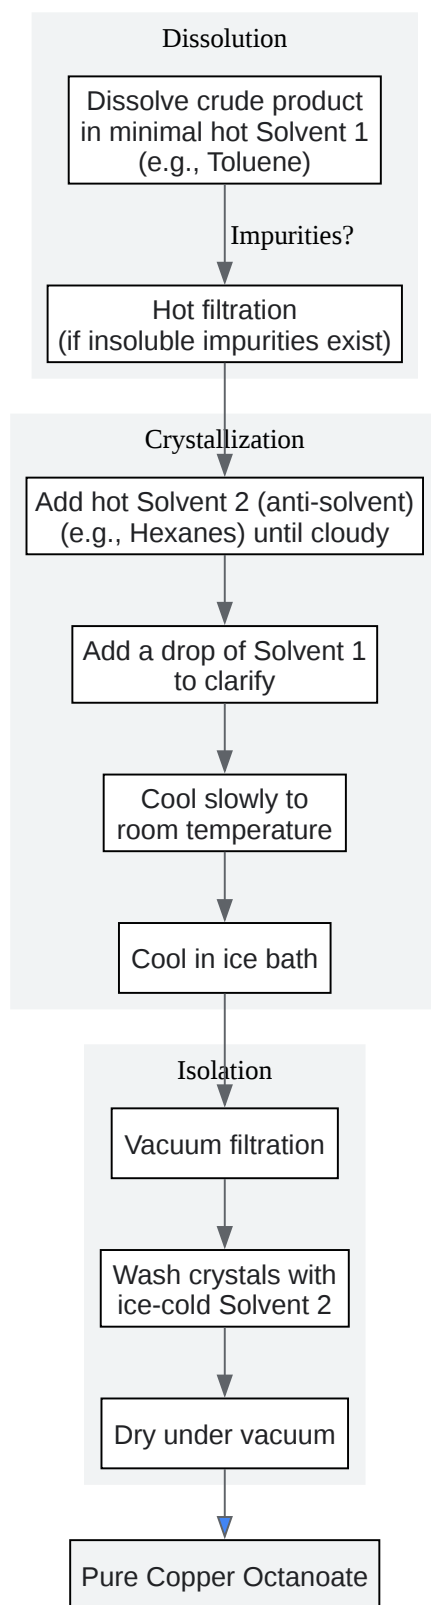 Dissolution
Dissolve crude product
in minimal hot Solvent 1
(e.g., Toluene)
Impurities?
Hot filtration
(if insoluble impurities exist)
Crystallization
Add hot Solvent 2 (anti-solvent)
(e.g., Hexanes) until cloudy
Add a drop of Solvent 1
to clarify
Cool slowly to
room temperature
Cool in ice bath
Isolation
Vacuum filtration
Wash crystals with
ice-cold Solvent 2
Dry under vacuum
Pure Copper Octanoate